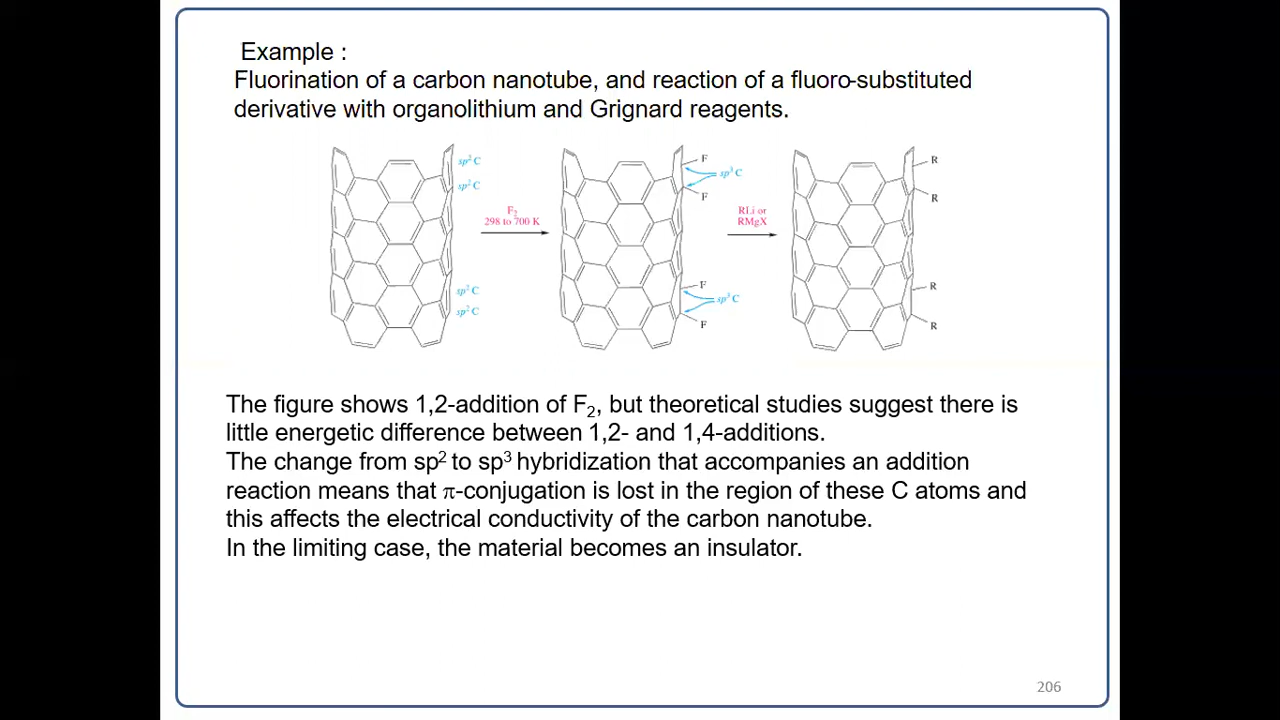 Example :
Fluorination of a carbon nanotube, and reaction of a fluoro-substituted
derivative with organolithium and Grignard reagents.
sp² C
sp² C
sp² C
sp² C
F₂
298 to 700 K
F
sp³ C
F
F
sp³ C
F
RLi or
RMgX
R
R
R
R
The figure shows 1,2-addition of F₂, but theoretical studies suggest there is
little energetic difference between 1,2- and 1,4-additions.
The change from sp² to sp³ hybridization that accompanies an addition
reaction means that π-conjugation is lost in the region of these C atoms and
this affects the electrical conductivity of the carbon nanotube.
In the limiting case, the material becomes an insulator.
206